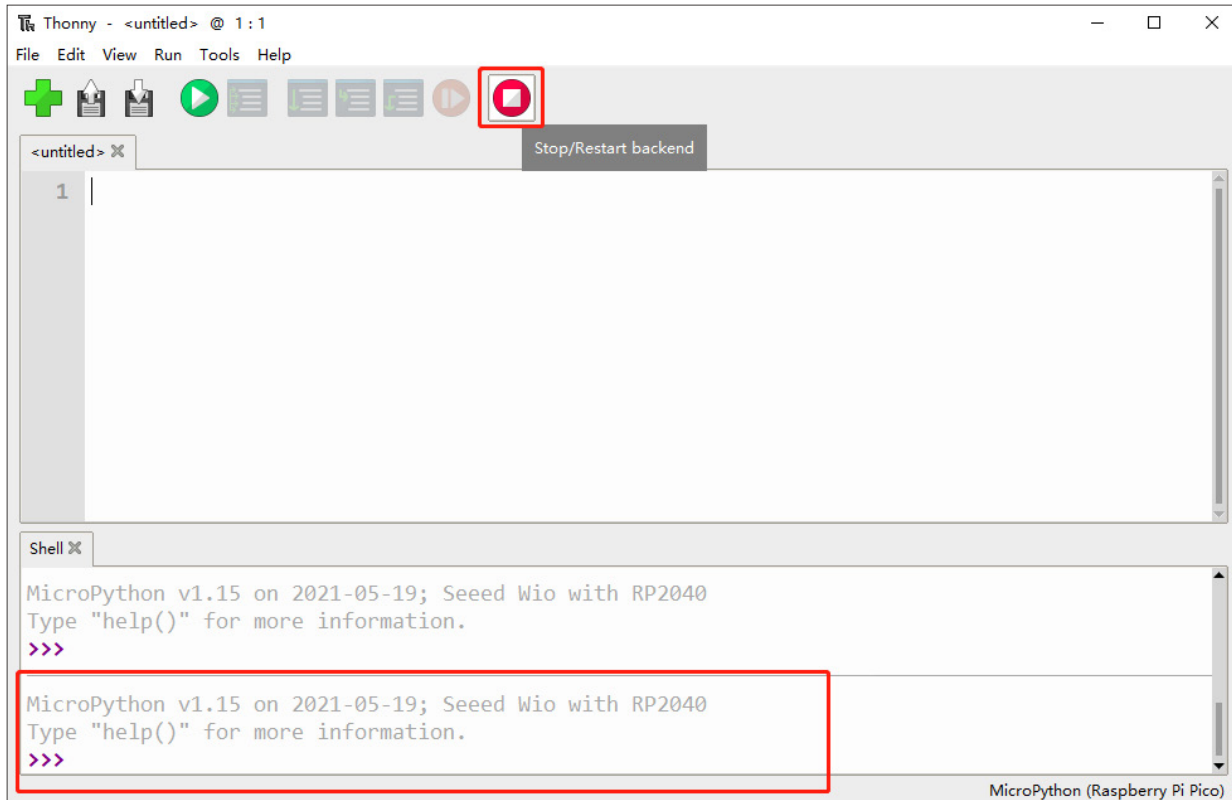 Thonny - <untitled> @ 1:1
File Edit View Run Tools Help
Stop/Restart backend
<untitled>
1
Shell
MicroPython v1.15 on 2021-05-19; Seeed Wio with RP2040
Type "help()" for more information.
>>>
MicroPython v1.15 on 2021-05-19; Seeed Wio with RP2040
Type "help()" for more information.
>>>
MicroPython (Raspberry Pi Pico)